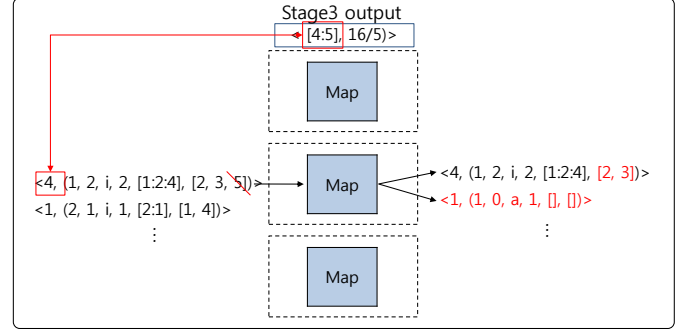 Stage3 output
< [4:5], 16/5)>
Map
<4, (1, 2, i, 2, [1:2:4], [2, 3, 5])>
<1, (2, 1, i, 1, [2:1], [1, 4])>
⋮
Map
<4, (1, 2, i, 2, [1:2:4], [2, 3])>
<1, (1, 0, a, 1, [], [])>
⋮
Map